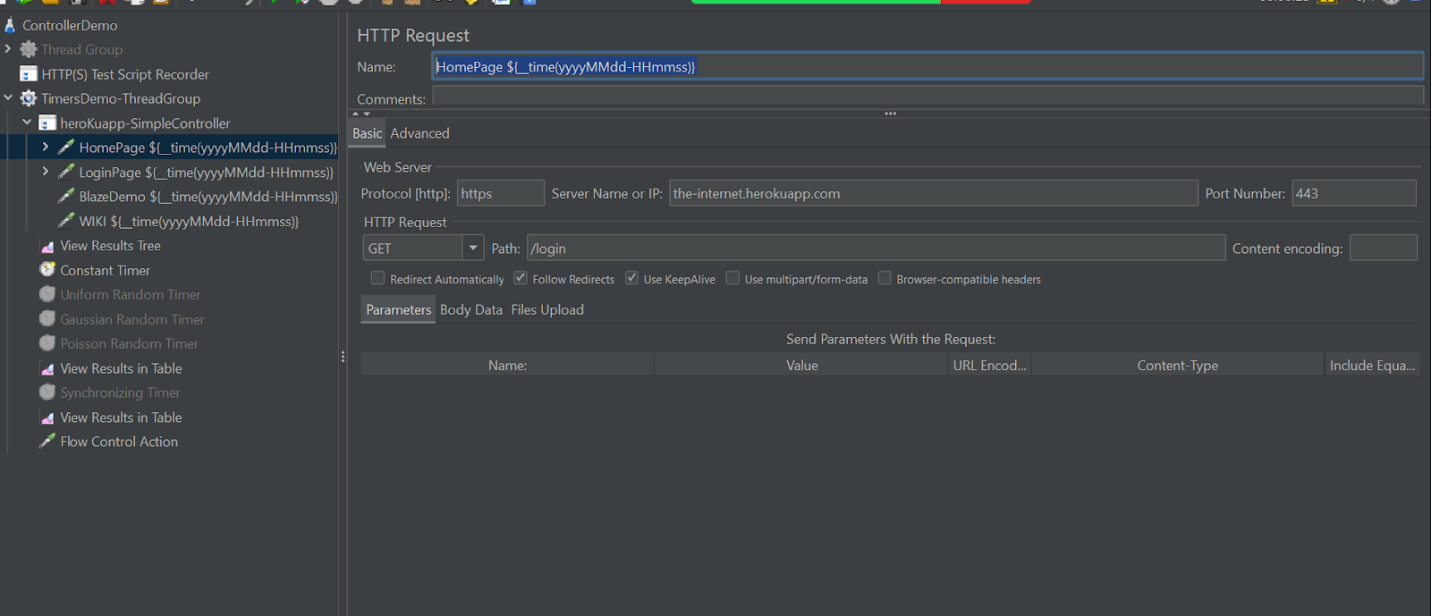 ControllerDemo
Thread Group
HTTP(S) Test Script Recorder
TimersDemo-ThreadGroup
heroKuapp-SimpleController
HomePage ${__time(yyyyMMdd-HHmmss)}
LoginPage ${__time(yyyyMMdd-HHmmss)}
BlazeDemo ${__time(yyyyMMdd-HHmmss)}
WIKI ${__time(yyyyMMdd-HHmmss)}
View Results Tree
Constant Timer
Uniform Random Timer
Gaussian Random Timer
Poisson Random Timer
View Results in Table
Synchronizing Timer
View Results in Table
Flow Control Action
HTTP Request
Name: HomePage ${__time(yyyyMMdd-HHmmss)}
Comments:
Basic Advanced
Web Server
Protocol [http]: https Server Name or IP: the-internet.herokuapp.com Port Number: 443
HTTP Request
GET Path: /login Content encoding:
Redirect Automatically Follow Redirects Use KeepAlive Use multipart/form-data Browser-compatible headers
Parameters Body Data Files Upload
Send Parameters With the Request:
Name: Value URL Encod... Content-Type Include Equa...